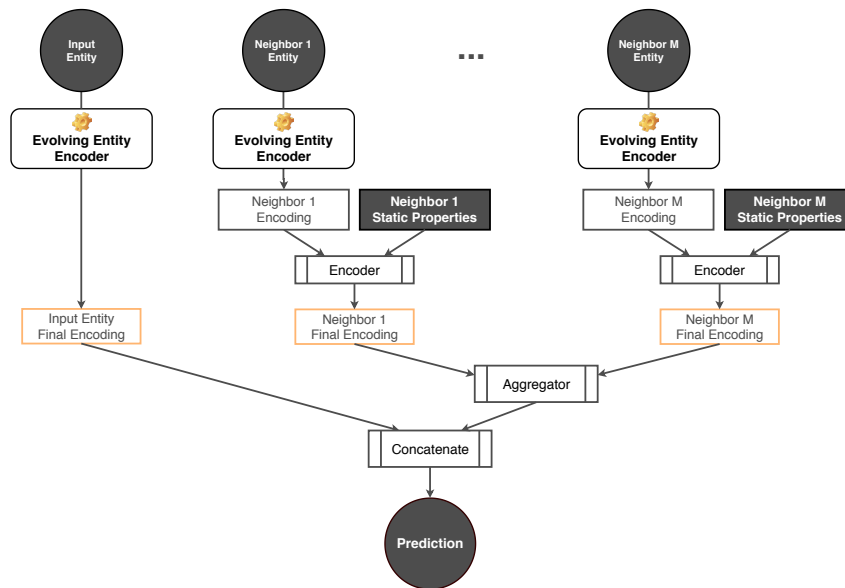 Input
Entity
Neighbor 1
Entity
...
Neighbor M
Entity
Evolving Entity
Encoder
Evolving Entity
Encoder
Evolving Entity
Encoder
Neighbor 1
Encoding
Neighbor 1
Static Properties
Neighbor M
Encoding
Neighbor M
Static Properties
Encoder
Encoder
Input Entity
Final Encoding
Neighbor 1
Final Encoding
Neighbor M
Final Encoding
Aggregator
Concatenate
Prediction